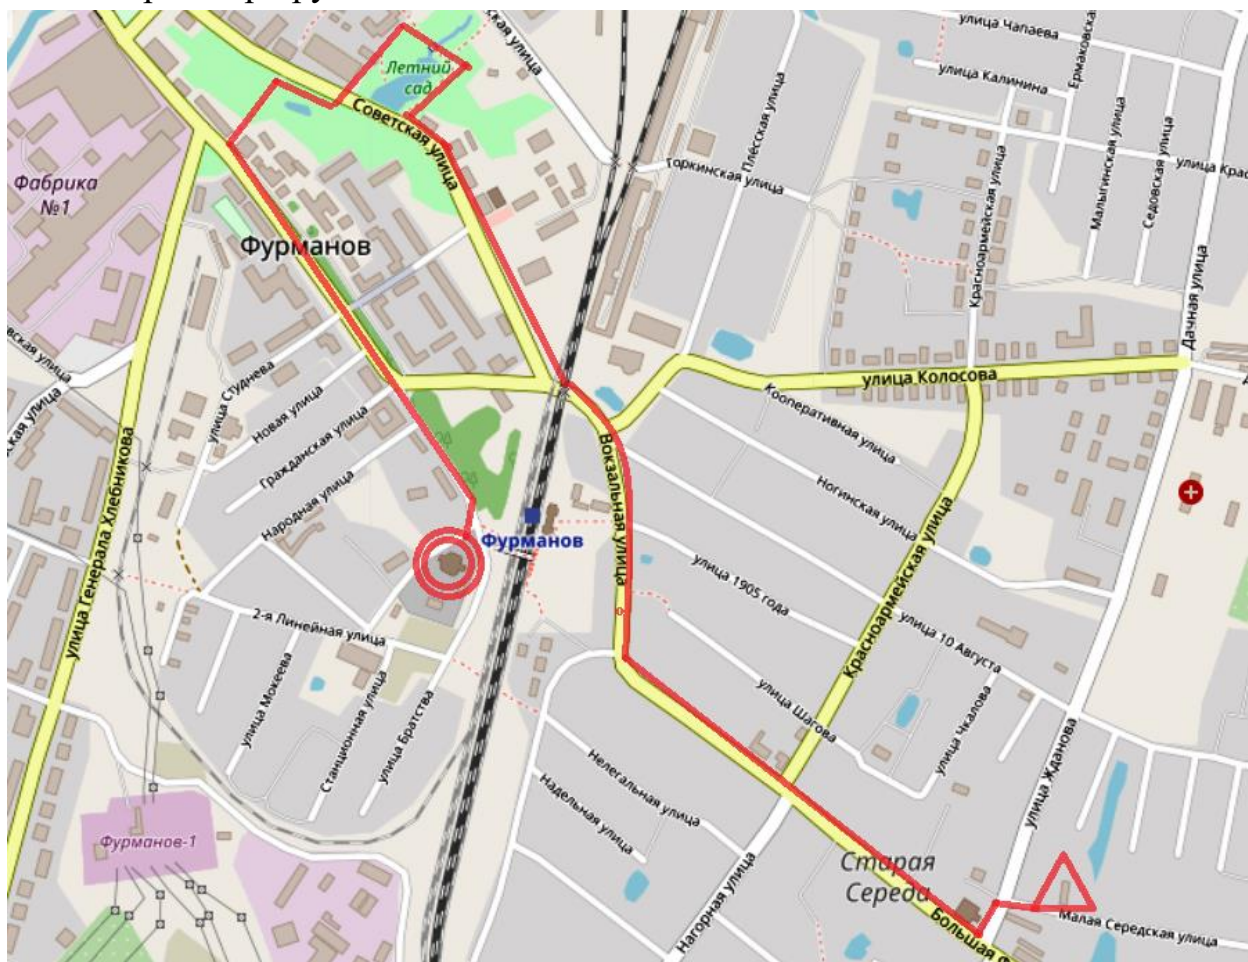 улица Чапаева
Ермаковская
улица Калинина
Летний
сад
Советская улица
Плёсская улица
Горкинская улица
Малыгинская улица
Седовская улица
улица Крас
Красноармейская улица
Фабрика
№1
Фурманов
Дачная улица
улица Колосова
улица Студнева
Новая улица
Гражданская улица
Народная улица
Кооперативная улица
Ногинская улица
Вокзальная улица
Красноармейская улица
улица Генерала Хлебникова
Фурманов
улица 1905 года
улица 10 Августа
2-я Линейная улица
улица Мокеева
Станционная улица
улица Братства
улица Шагова
улица Чкалова
улица Жданова
Нелегальная улица
Надельная улица
Фурманов-1
Старая
Середа
Нагорная улица
Большая Ф
Малая Середская улица